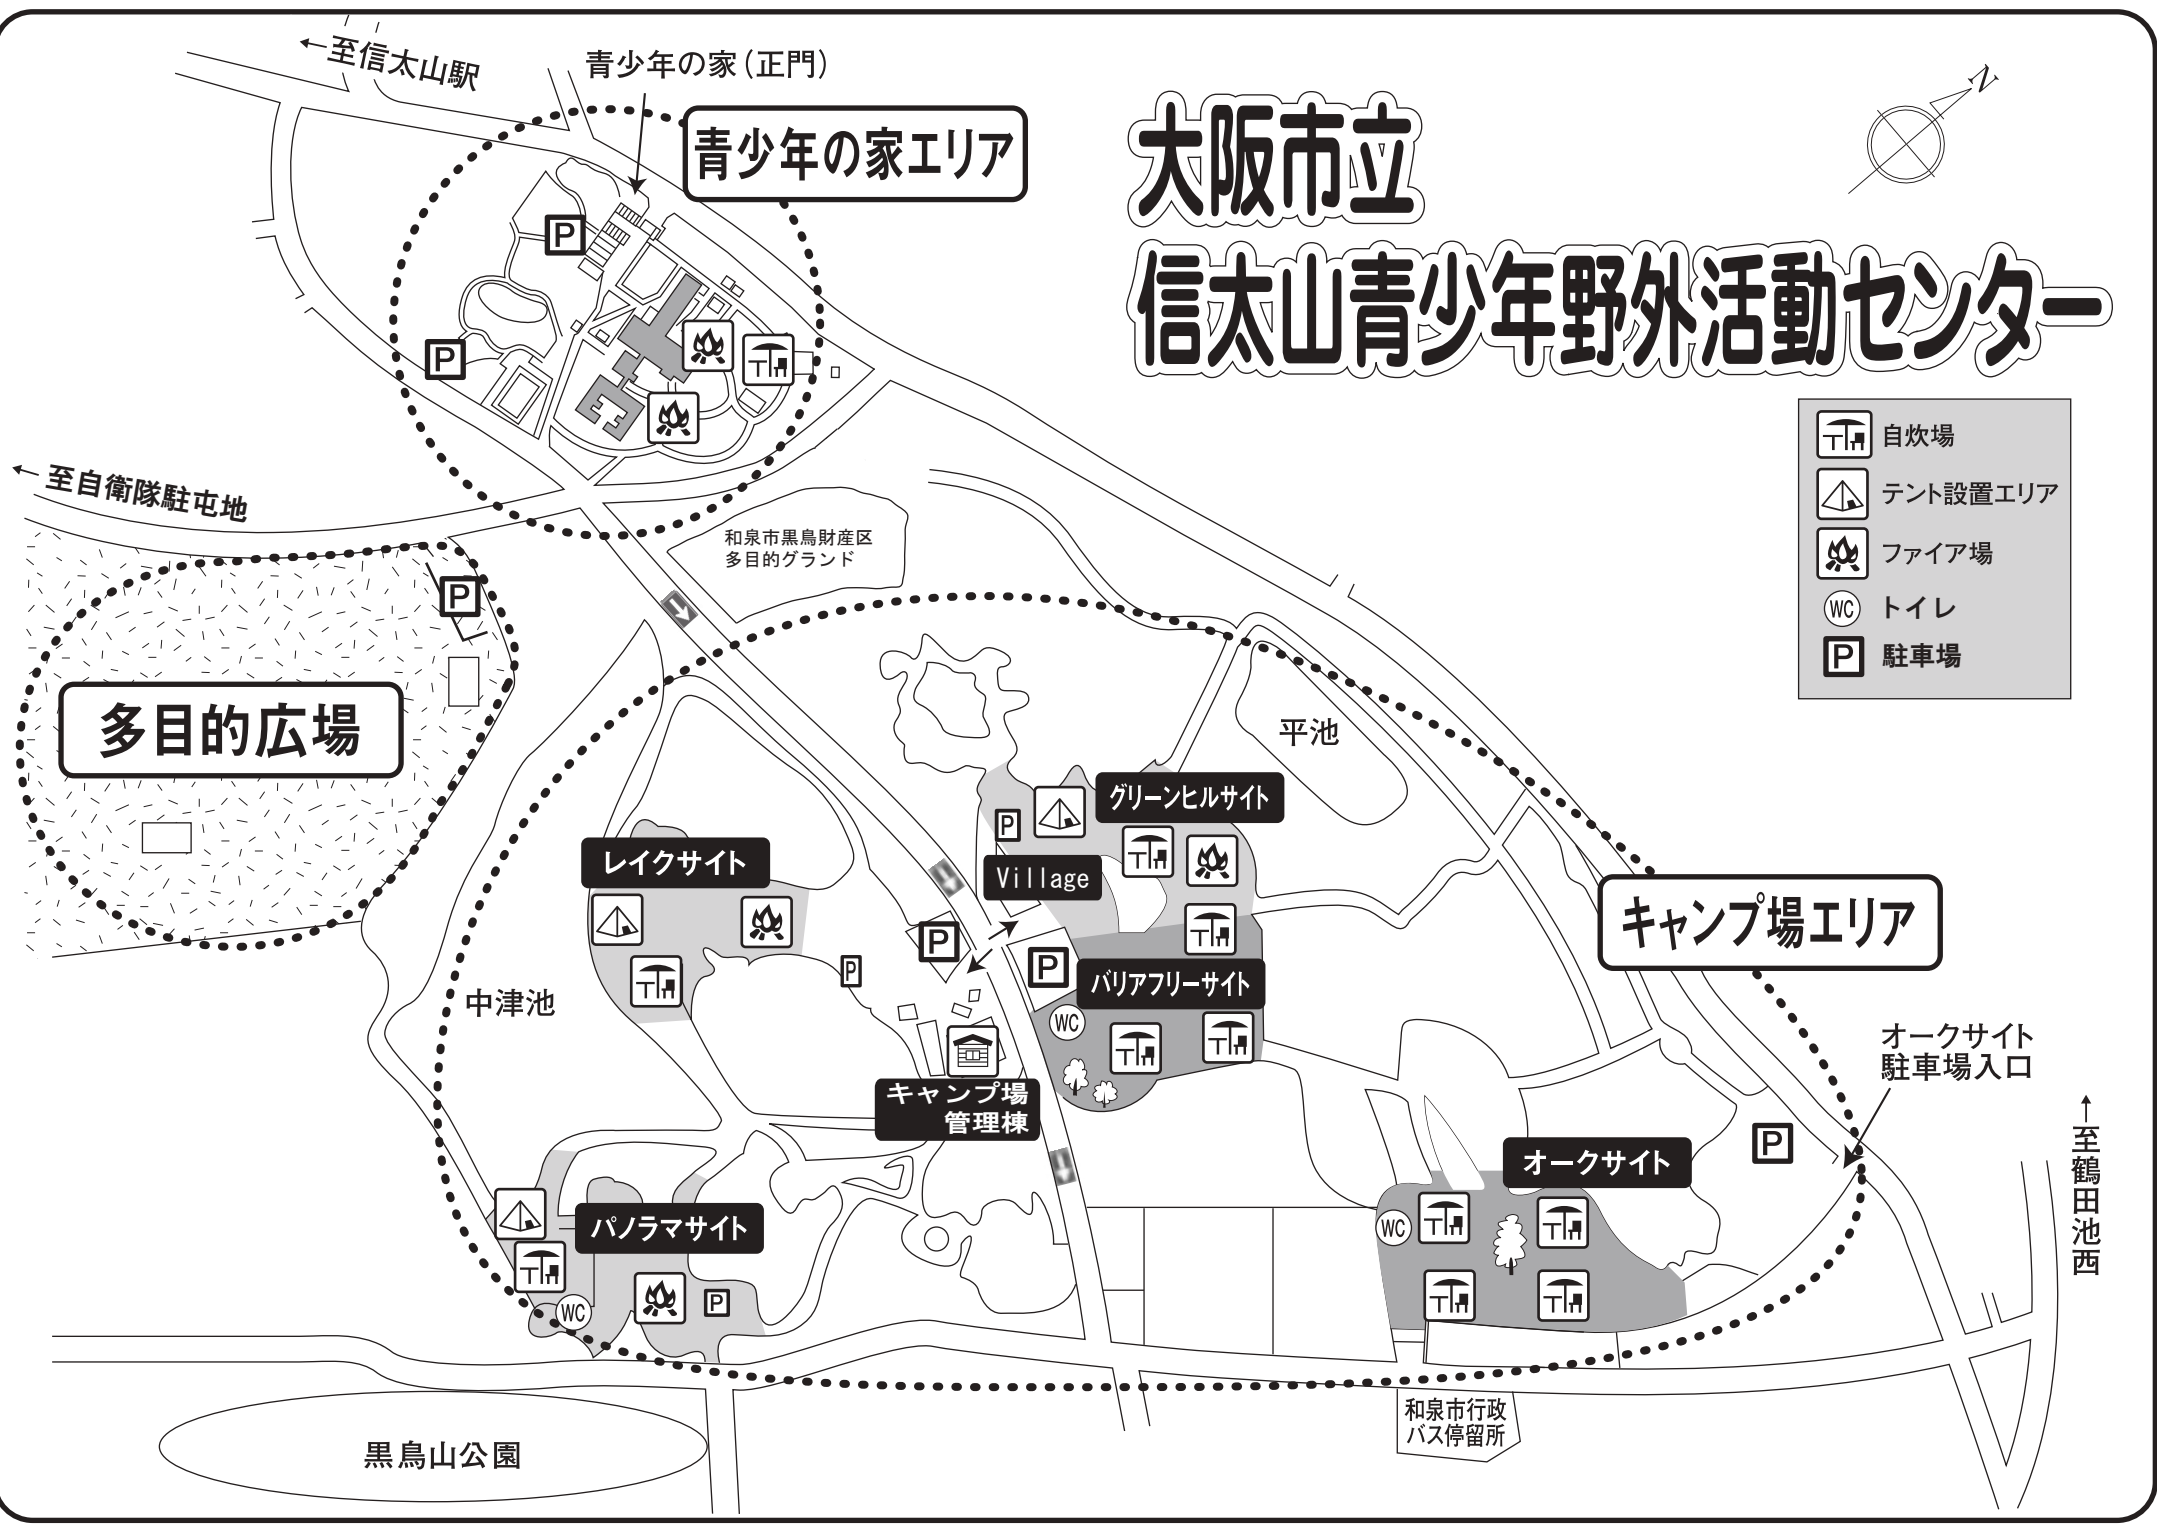 ←至信太山駅
青少年の家(正門)
青少年の家エリア
N
大阪市立
信太山青少年野外活動センター
P
P
自炊場
テント設置エリア
ファイア場
WC トイレ
P 駐車場
←至自衛隊駐屯地
和泉市黒鳥財産区
多目的グランド
P
多目的広場
平池
グリーンヒルサイト
P
Village
レイクサイト
キャンプ場エリア
P
P
P
バリアフリーサイト
中津池
WC
キャンプ場
管理棟
オークサイト
駐車場入口
←至鶴田池西
P
オークサイト
WC
パノラマサイト
P
WC
和泉市行政
バス停留所
黒鳥山公園